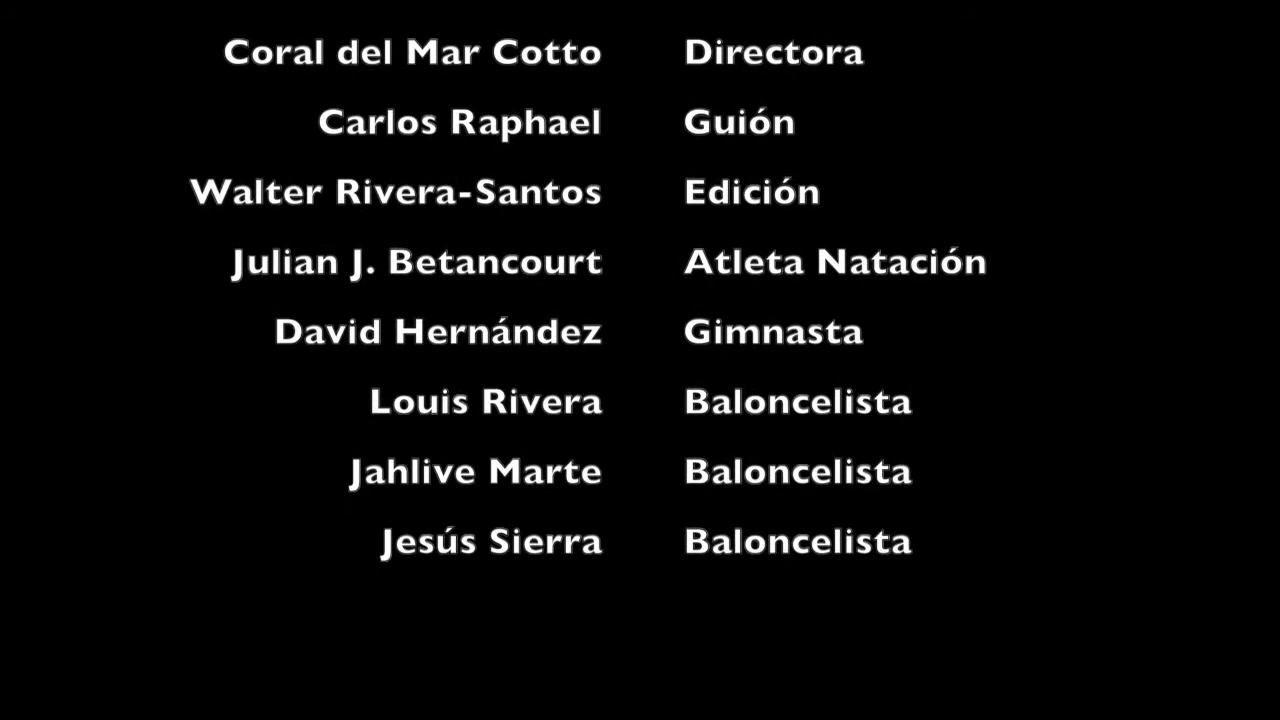 Coral del Mar Cotto Directora
Carlos Raphael Guión
Walter Rivera-Santos Edición
Julian J. Betancourt Atleta Natación
David Hernández Gimnasta
Louis Rivera Baloncelista
Jahlive Marte Baloncelista
Jesús Sierra Baloncelista